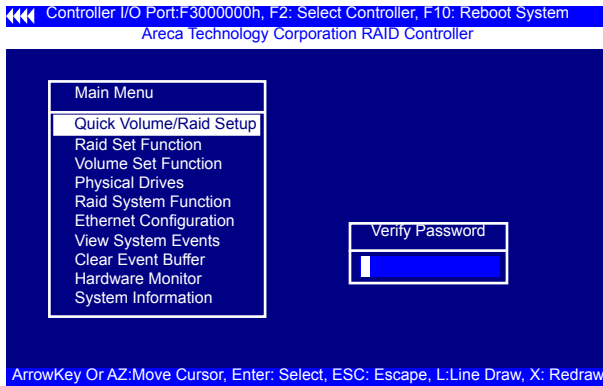 Controller I/O Port:F3000000h, F2: Select Controller, F10: Reboot System
Areca Technology Corporation RAID Controller
Main Menu
Quick Volume/Raid Setup
Raid Set Function
Volume Set Function
Physical Drives
Raid System Function
Ethernet Configuration
View System Events
Clear Event Buffer
Hardware Monitor
System Information
Verify Password
ArrowKey Or AZ:Move Cursor, Enter: Select, ESC: Escape, L:Line Draw, X: Redraw